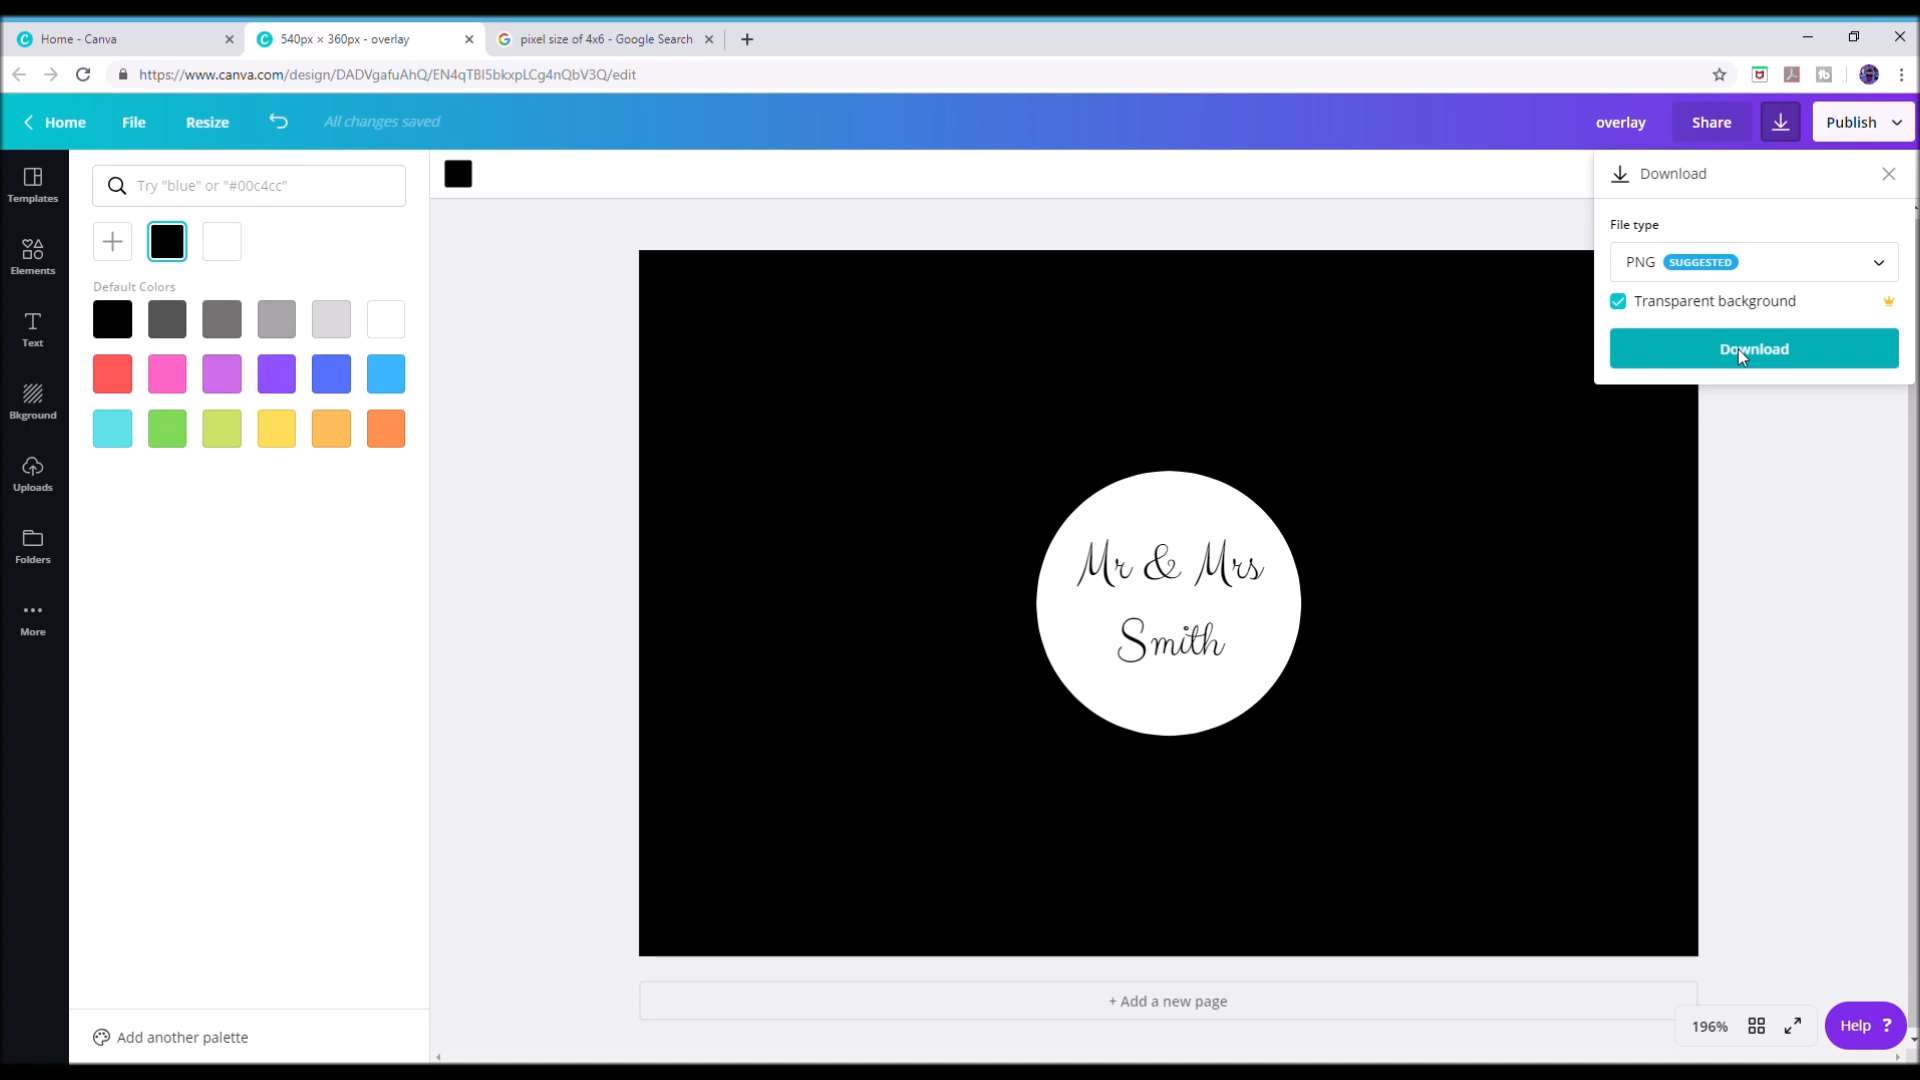 Home - Canva
540px × 360px - overlay
pixel size of 4x6 - Google Search
https://www.canva.com/design/DADVgafuAhQ/EN4qTBI5bkxpLCg4nQbV3Q/edit
Home
File
Resize
All changes saved
overlay
Share
Publish
Templates
Elements
Text
Bkground
Uploads
Folders
More
Try "blue" or "#00c4cc"
Default Colors
Add another palette
Download
File type
PNG SUGGESTED
Transparent background
Download
Mr & Mrs
Smith
+ Add a new page
196%
Help ?